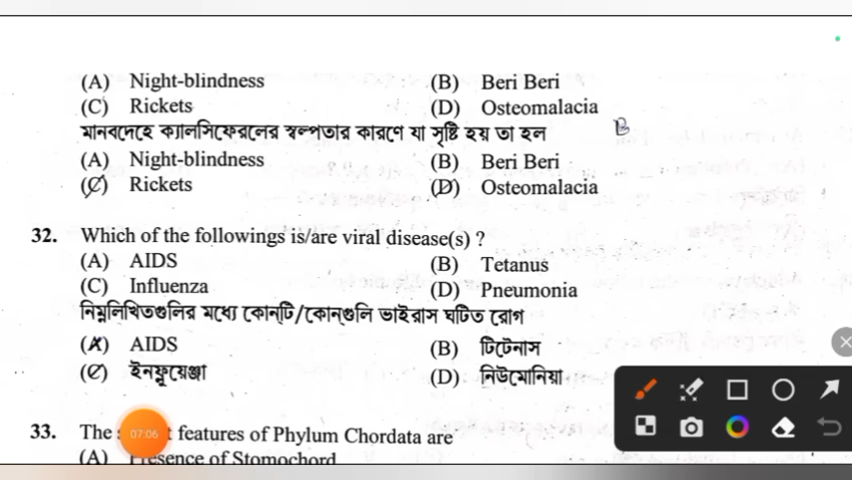 (A) Night-blindness (B) Beri Beri
(C) Rickets (D) Osteomalacia
মানবদেহে ক্যালসিফেরলের স্বল্পতার কারণে যা সৃষ্টি হয় তা হল B
(A) Night-blindness (B) Beri Beri
(C) Rickets (D) Osteomalacia
32. Which of the followings is/are viral disease(s) ?
(A) AIDS (B) Tetanus
(C) Influenza (D) Pneumonia
নিম্নলিখিতগুলির মধ্যে কোন্‌টি/কোন্‌গুলি ভাইরাস ঘটিত রোগ
(A) AIDS (B) টিটেনাস
(C) ইনফ্লুয়েঞ্জা (D) নিউমোনিয়া
33. The features of Phylum Chordata are
07:06
(A) Presence of Stomochord